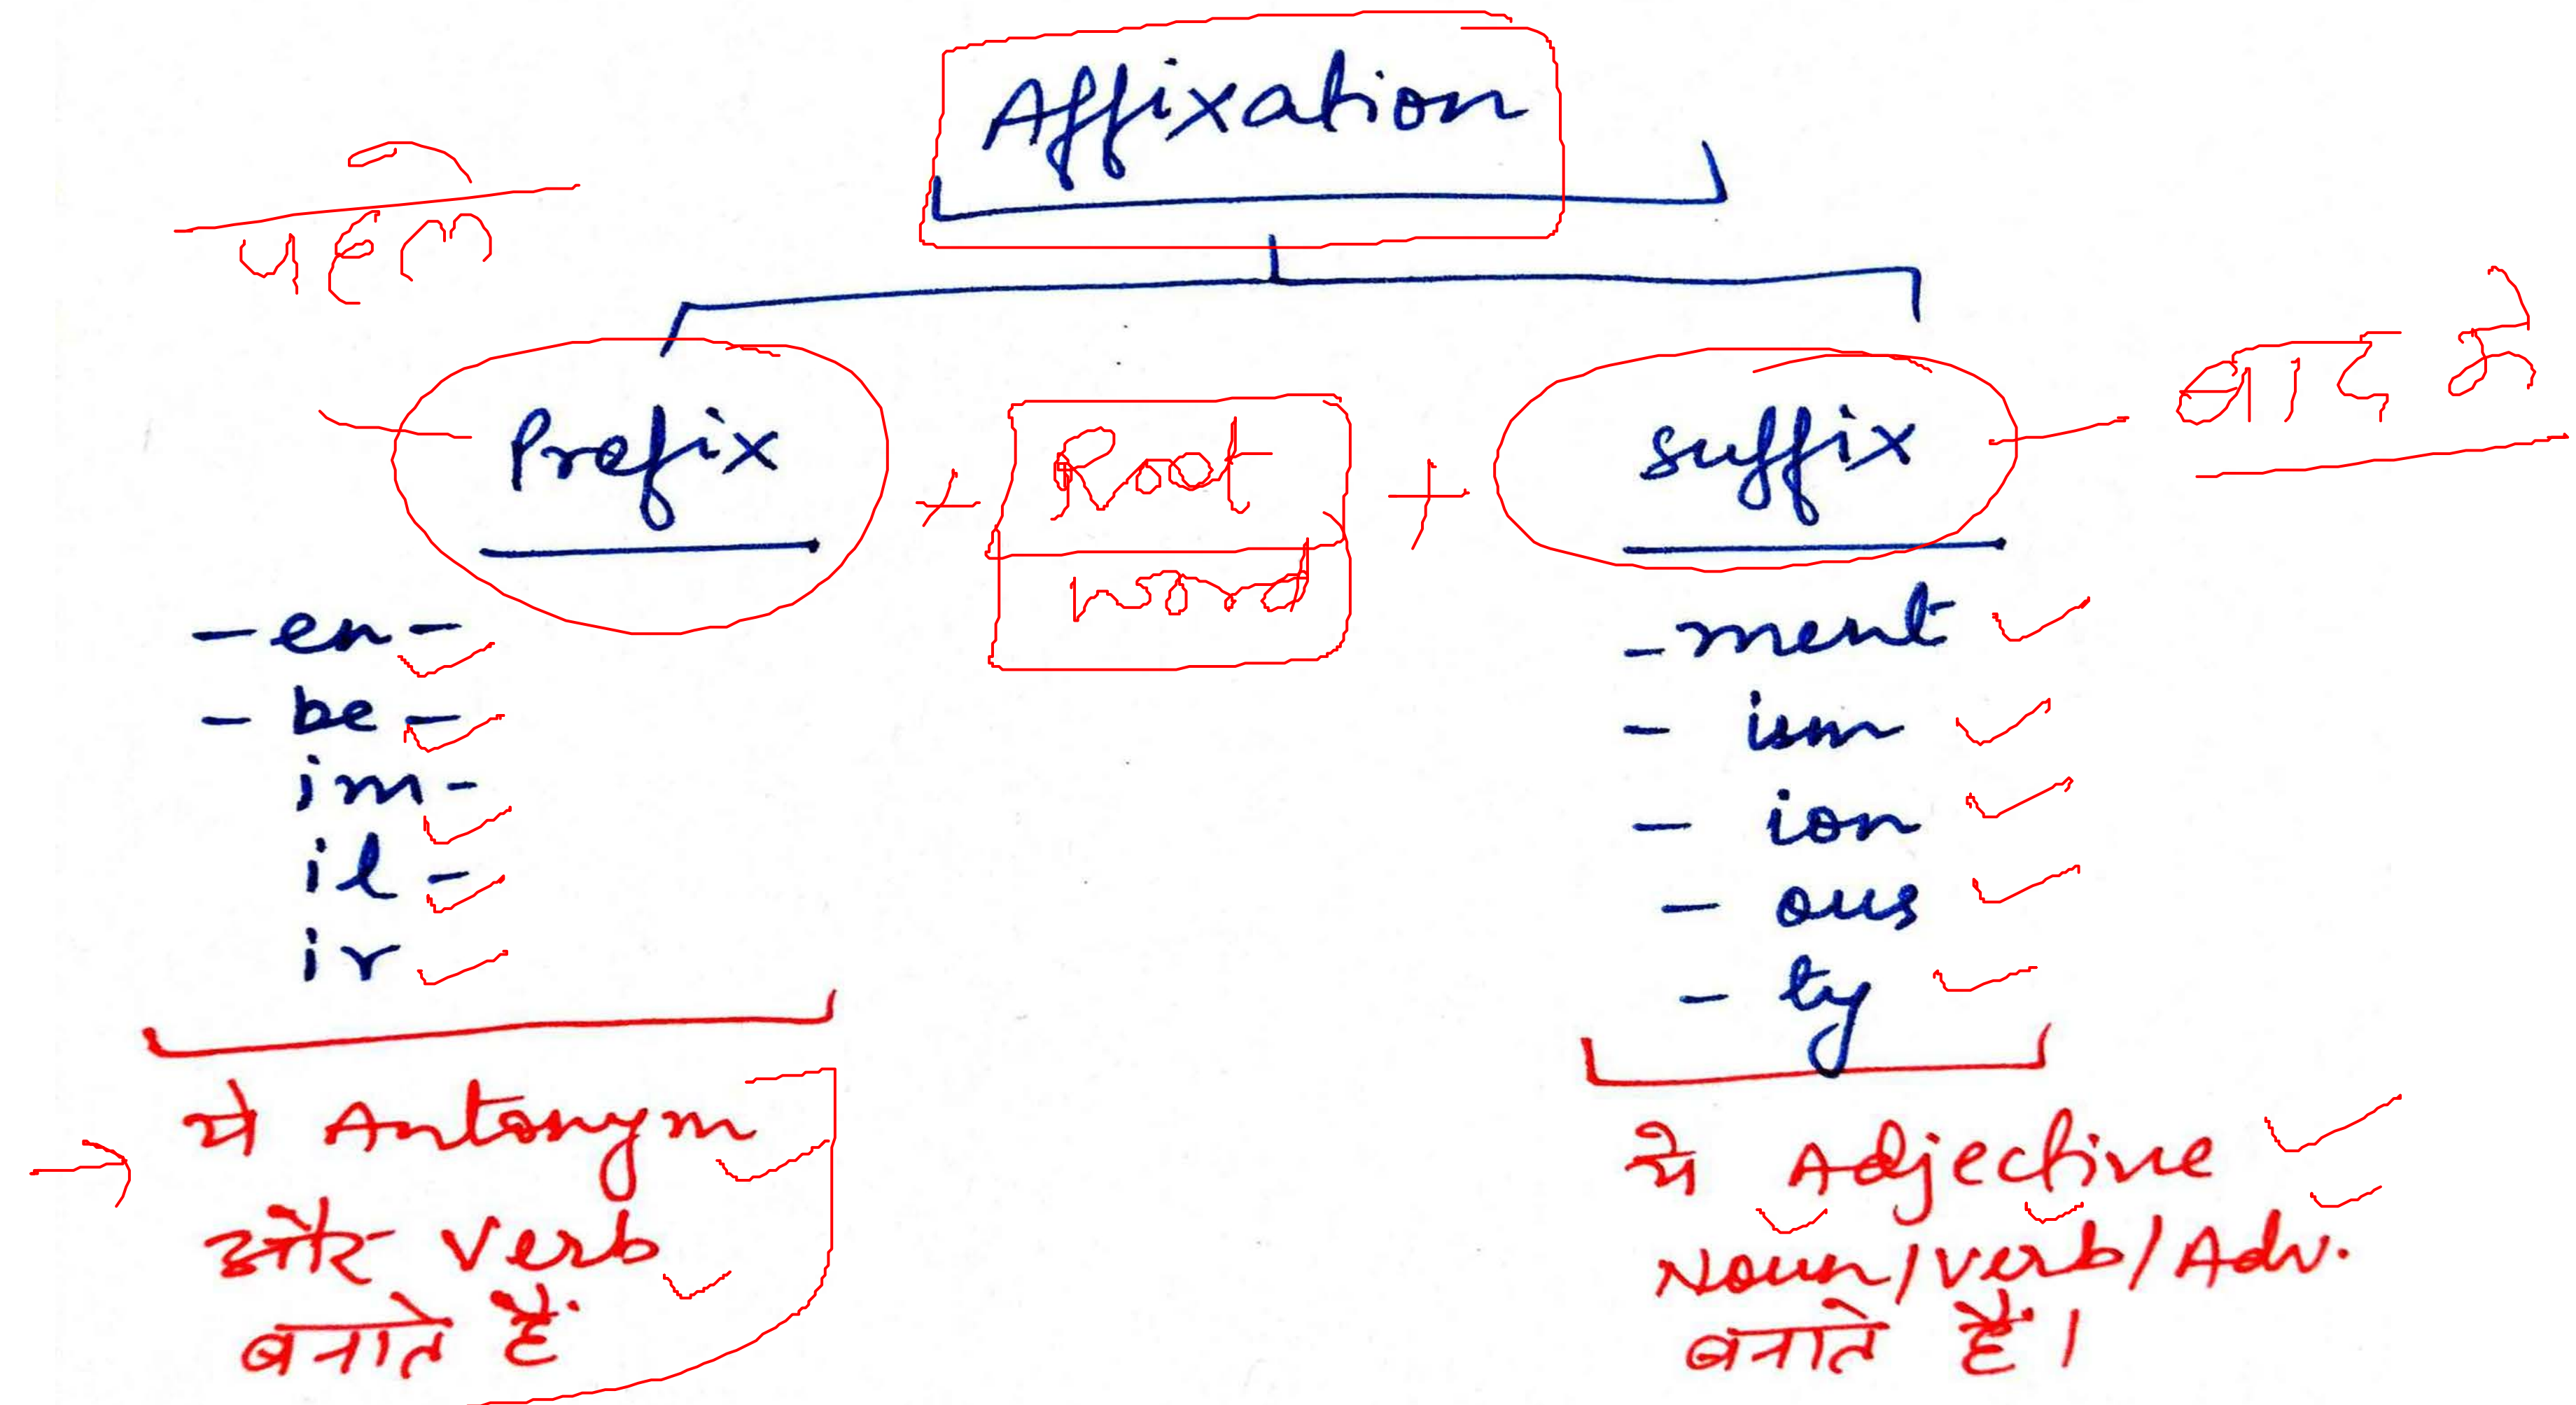 Affixation
पहले
Prefix + Root word + suffix
बाद में
- en -
- be -
im -
il -
ir
- ment
- ism
- ion
- ous
- ty
ये Antonym
और verb
बनाते हैं
ये Adjective
Noun/verb/Adv.
बनाते हैं।